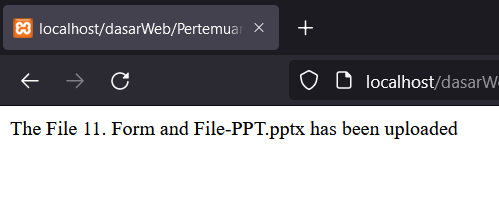 localhost/dasarWeb/Pertemuan
localhost/dasarWe
The File 11. Form and File-PPT.pptx has been uploaded